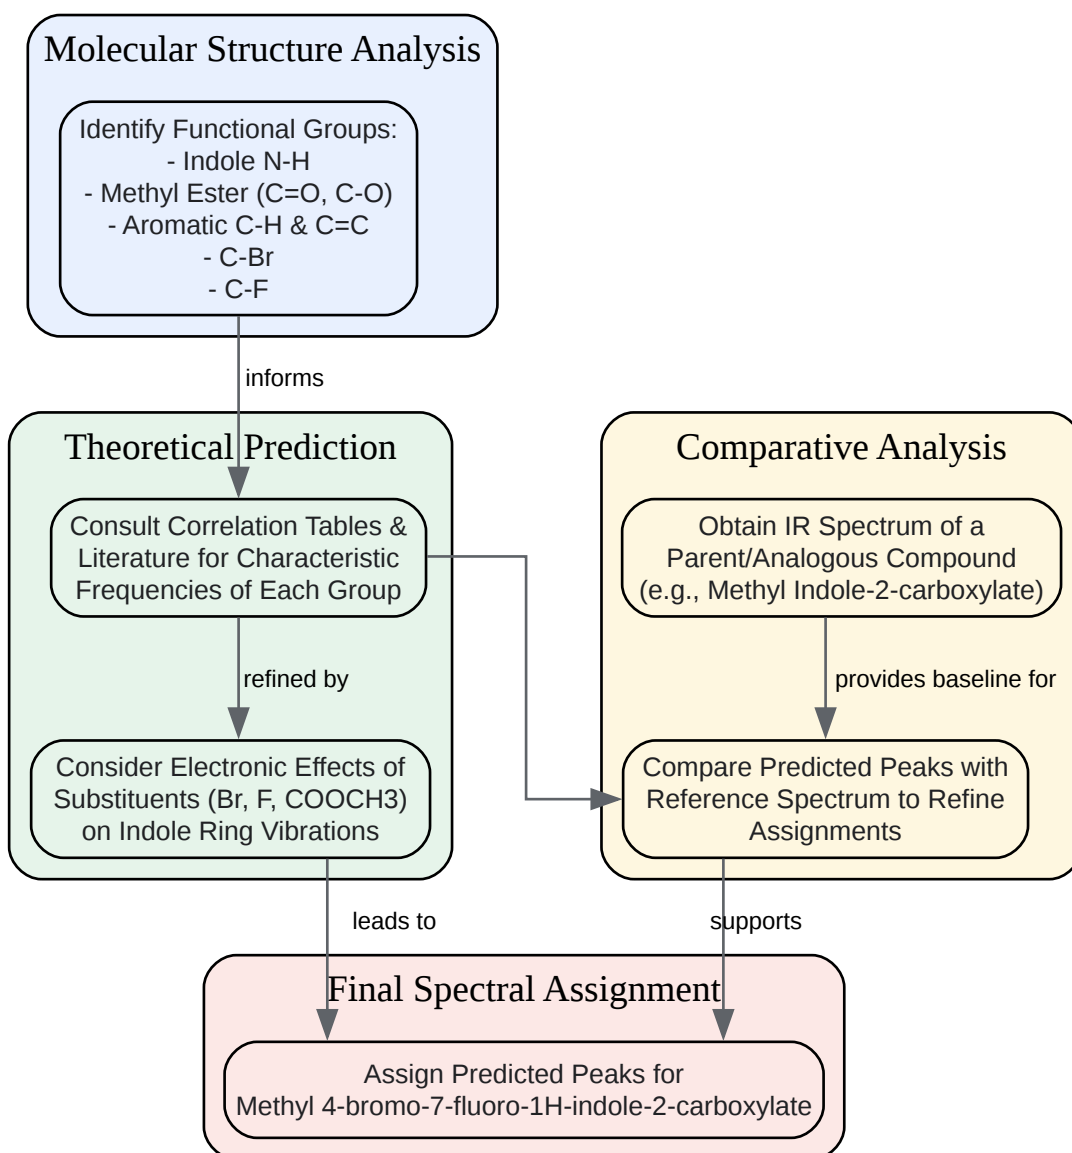 Molecular Structure Analysis
Identify Functional Groups:
- Indole N-H
- Methyl Ester (C=O, C-O)
- Aromatic C-H & C=C
- C-Br
- C-F
informs
Theoretical Prediction
Consult Correlation Tables &
Literature for Characteristic
Frequencies of Each Group
refined by
Consider Electronic Effects of
Substituents (Br, F, COOCH3)
on Indole Ring Vibrations
Comparative Analysis
Obtain IR Spectrum of a
Parent/Analogous Compound
(e.g., Methyl Indole-2-carboxylate)
provides baseline for
Compare Predicted Peaks with
Reference Spectrum to Refine
Assignments
leads to
supports
Final Spectral Assignment
Assign Predicted Peaks for
Methyl 4-bromo-7-fluoro-1H-indole-2-carboxylate